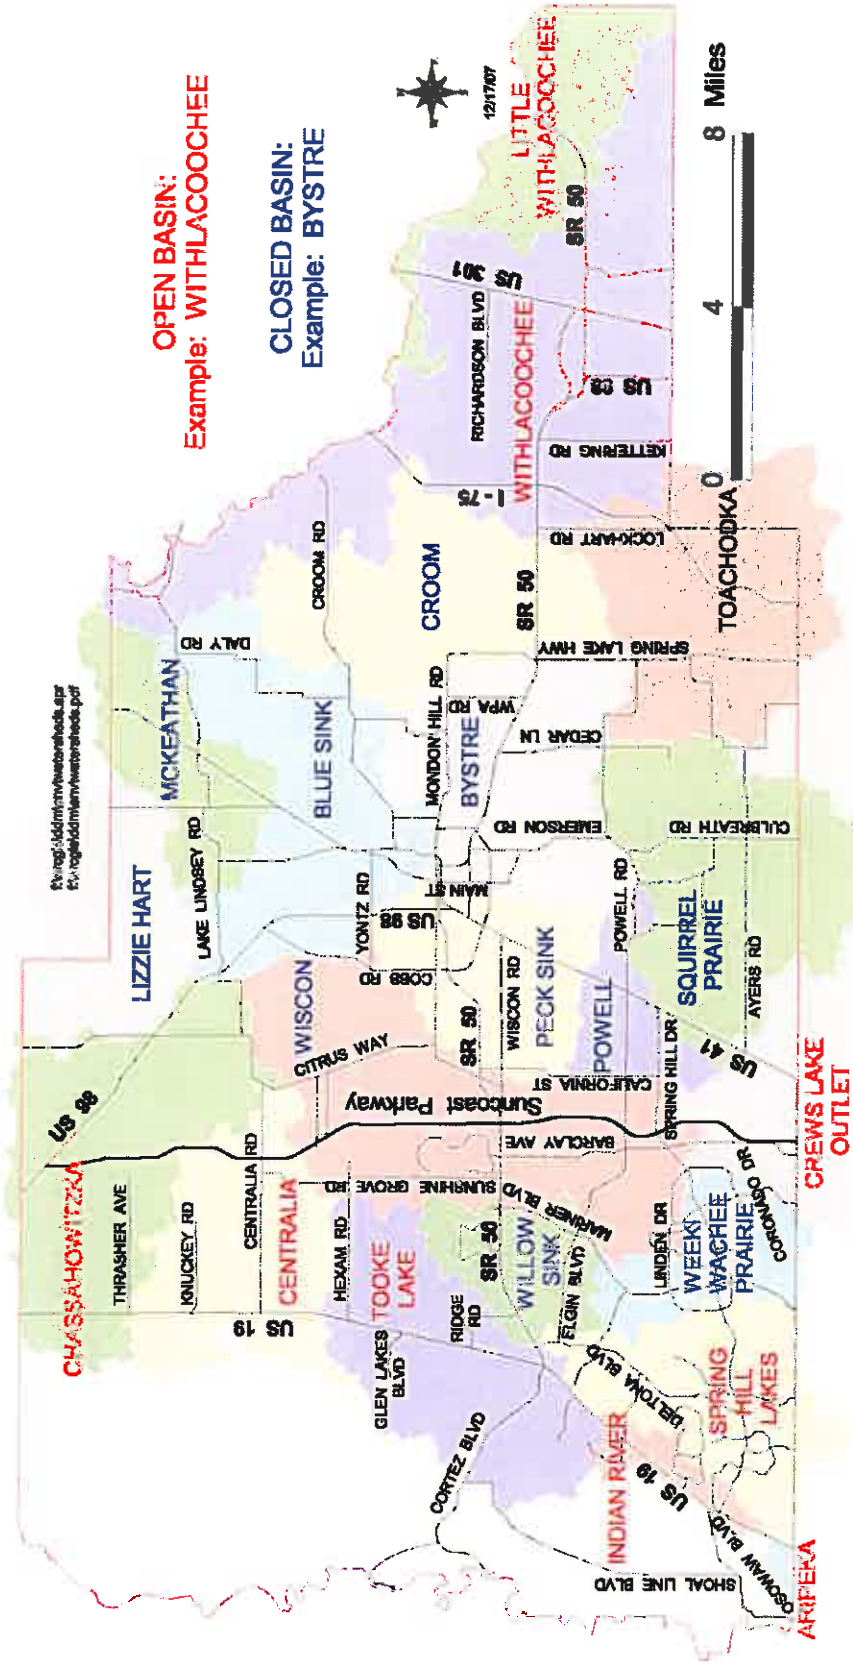 OPEN BASIN:
Example: WITHLACOOCHEE
CLOSED BASIN:
Example: BYSTRE
12/17/07
LITTLE
WITHLACOOCHEE
SR 50
US 301
RICHARDSON BLVD
WITHLACOOCHEE
US 98
KETTERING RD
I - 75
LOCKHART RD
TOACHODKA
0 4 8 Miles
CROOM RD
CROOM
SR 50
SPRING LAKE HWY
DALY RD
MCKEATHAN
BLUE SINK
MONDON HILL RD
WPA RD
BYSTRE
CEDAR LN
EMERSON RD
CULBREATH RD
LIZZIE HART
LAKE LINDSEY RD
YONTZ RD
MAIN ST
US 98
COBB RD
POWELL RD
SQUIRREL
PRAIRIE
AYERS RD
WISCON
CITRUS WAY
SR 50
WISCON RD
PECK SINK
POWELL
CALIFORNIA ST
SPRING HILL DR
US 41
CREWS LAKE
OUTLET
US 98
Suncoast Parkway
BARCLAY AVE
CHASSAHOWITZKA
THRASHER AVE
KNUCKEY RD
CENTRALIA RD
CENTRALIA
HEXAM RD
SUNSHINE GROVE RD
MARINER BLVD
TOOKE
LAKE
SR 50
WILLOW
SINK
ELGIN BLVD
LINDEN DR
WEEKI
WACHEE
PRAIRIE
CORONADO DR
US 19
GLEN LAKES
BLVD
RIDGE
RD
CORTEZ BLVD
DELTONA BLVD
SPRING
HILL
LAKES
INDIAN RIVER
US 19
SHOAL LINE BLVD
OSOWAW BLVD
ARIPEKA